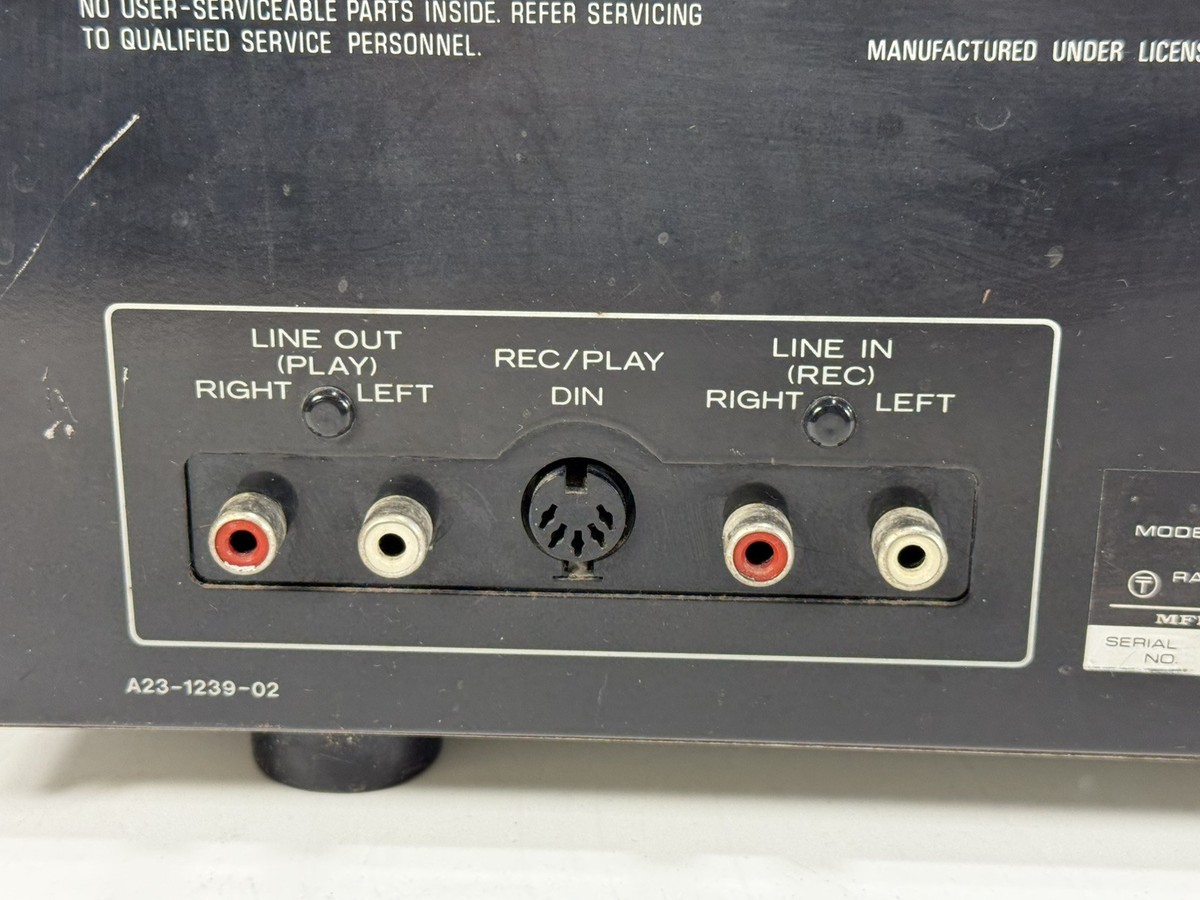 NO USER-SERVICEABLE PARTS INSIDE. REFER SERVICING
TO QUALIFIED SERVICE PERSONNEL.
MANUFACTURED UNDER
LINE OUT
(PLAY)
RIGHT LEFT
REC/PLAY
DIN
LINE IN
(REC)
RIGHT LEFT
A23-1239-02
T
SERIAL
NO.